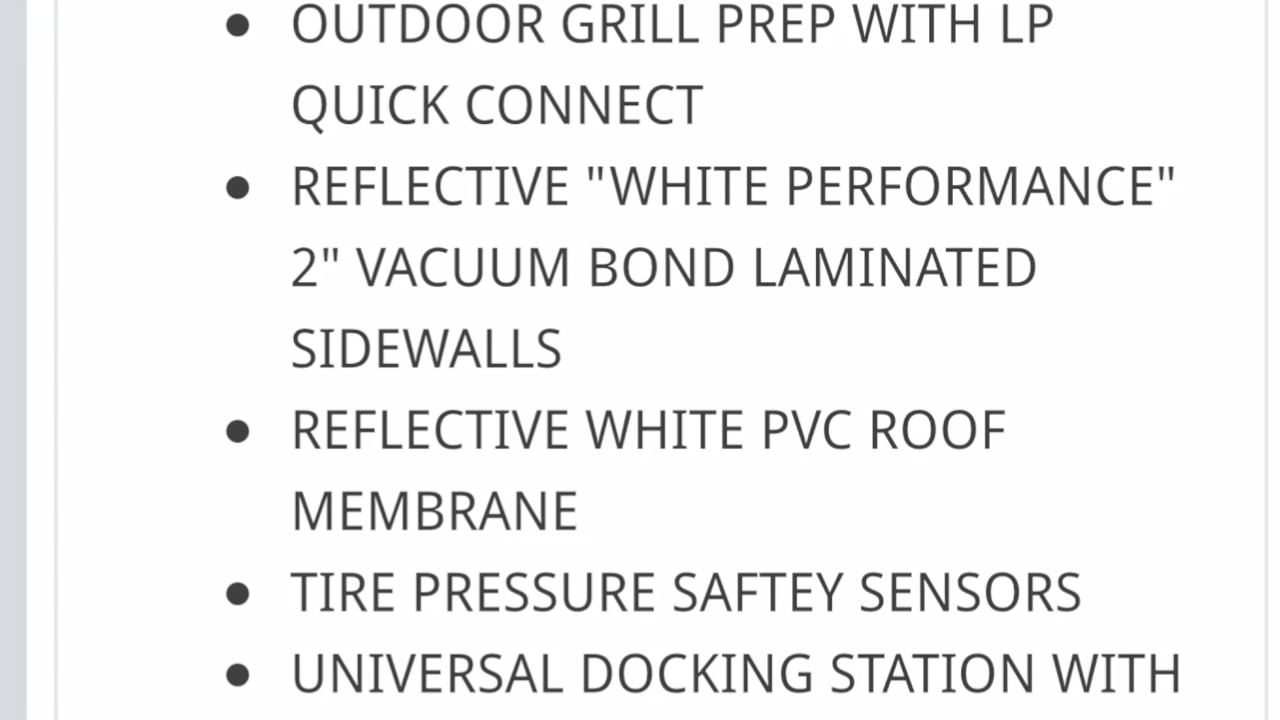 ● OUTDOOR GRILL PREP WITH LP
QUICK CONNECT
● REFLECTIVE "WHITE PERFORMANCE"
2" VACUUM BOND LAMINATED
SIDEWALLS
● REFLECTIVE WHITE PVC ROOF
MEMBRANE
● TIRE PRESSURE SAFTEY SENSORS
● UNIVERSAL DOCKING STATION WITH